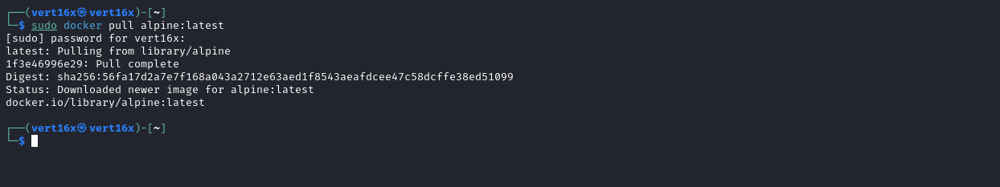 ┌──(vert16x㉿vert16x)-[~]
└─$ sudo docker pull alpine:latest
[sudo] password for vert16x:
latest: Pulling from library/alpine
1f3e46996e29: Pull complete
Digest: sha256:56fa17d2a7e7f168a043a2712e63aed1f8543aeafdcee47c58dcffe38ed51099
Status: Downloaded newer image for alpine:latest
docker.io/library/alpine:latest
┌──(vert16x㉿vert16x)-[~]
└─$